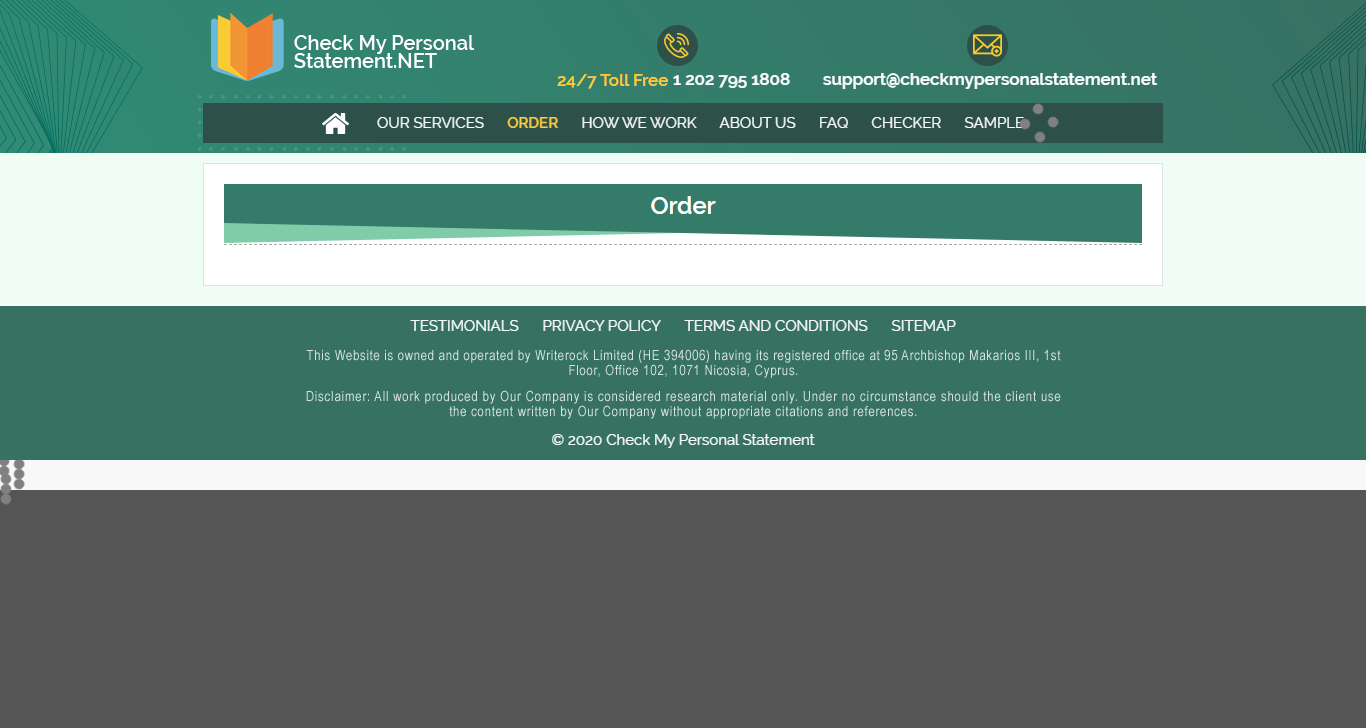 Check My Personal
Statement.NET
24/7 Toll Free 1 202 795 1808
support@checkmypersonalstatement.net
OUR SERVICES
ORDER
HOW WE WORK
ABOUT US
FAQ
CHECKER
SAMPLE
Order
TESTIMONIALS
PRIVACY POLICY
TERMS AND CONDITIONS
SITEMAP
This Website is owned and operated by Writerock Limited (HE 394006) having its registered office at 95 Archbishop Makarios III, 1st
Floor, Office 102, 1071 Nicosia, Cyprus.
Disclaimer: All work produced by Our Company is considered research material only. Under no circumstance should the client use
the content written by Our Company without appropriate citations and references.
© 2020 Check My Personal Statement